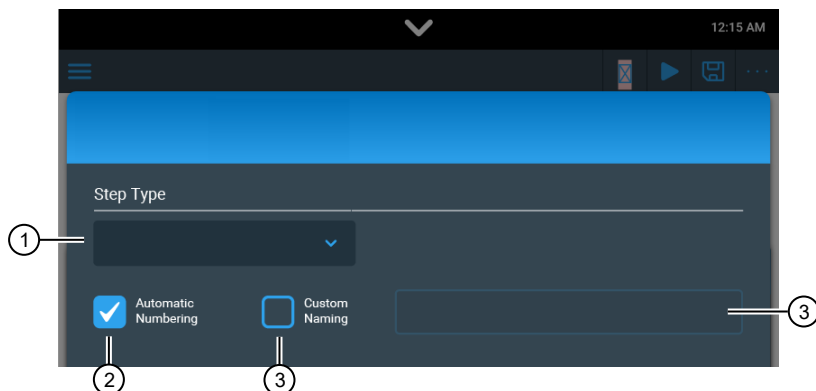 12:15 AM
Step Type
1
Automatic
Numbering
Custom
Naming
3
2
3